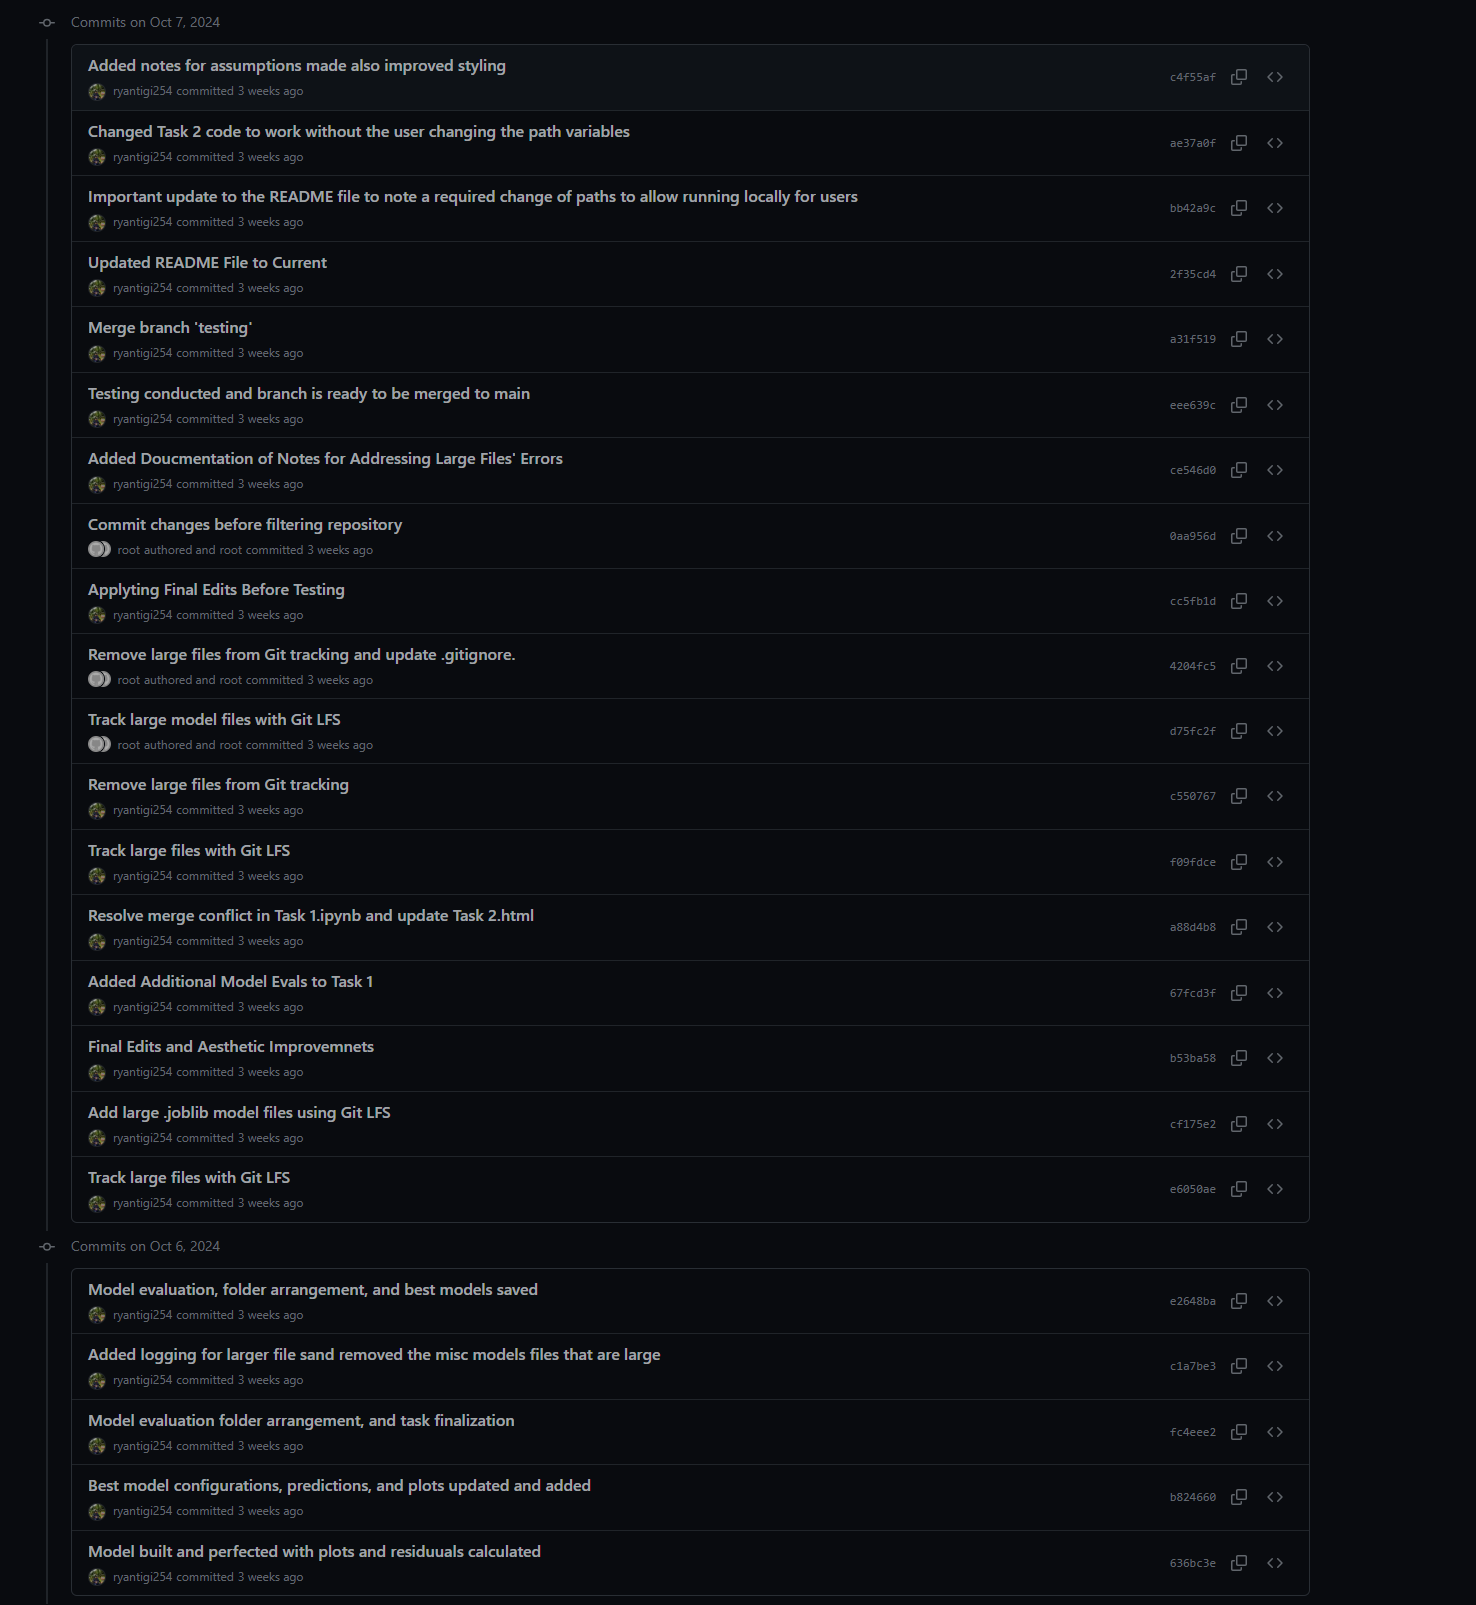 Commits on Oct 7, 2024
Added notes for assumptions made also improved styling
ryantigi254 committed 3 weeks ago
c4f55af
Changed Task 2 code to work without the user changing the path variables
ryantigi254 committed 3 weeks ago
ae37a0f
Important update to the README file to note a required change of paths to allow running locally for users
ryantigi254 committed 3 weeks ago
bb42a9c
Updated README File to Current
ryantigi254 committed 3 weeks ago
2f35cd4
Merge branch 'testing'
ryantigi254 committed 3 weeks ago
a31f519
Testing conducted and branch is ready to be merged to main
ryantigi254 committed 3 weeks ago
eee639c
Added Doucmentation of Notes for Addressing Large Files' Errors
ryantigi254 committed 3 weeks ago
ce546d0
Commit changes before filtering repository
root authored and root committed 3 weeks ago
0aa956d
Applyting Final Edits Before Testing
ryantigi254 committed 3 weeks ago
cc5fb1d
Remove large files from Git tracking and update .gitignore.
root authored and root committed 3 weeks ago
4204fc5
Track large model files with Git LFS
root authored and root committed 3 weeks ago
d75fc2f
Remove large files from Git tracking
ryantigi254 committed 3 weeks ago
c550767
Track large files with Git LFS
ryantigi254 committed 3 weeks ago
f09fdce
Resolve merge conflict in Task 1.ipynb and update Task 2.html
ryantigi254 committed 3 weeks ago
a88d4b8
Added Additional Model Evals to Task 1
ryantigi254 committed 3 weeks ago
67fcd3f
Final Edits and Aesthetic Improvemnets
ryantigi254 committed 3 weeks ago
b53ba58
Add large .joblib model files using Git LFS
ryantigi254 committed 3 weeks ago
cf175e2
Track large files with Git LFS
ryantigi254 committed 3 weeks ago
e6050ae
Commits on Oct 6, 2024
Model evaluation, folder arrangement, and best models saved
ryantigi254 committed 3 weeks ago
e2648ba
Added logging for larger file sand removed the misc models files that are large
ryantigi254 committed 3 weeks ago
c1a7be3
Model evaluation folder arrangement, and task finalization
ryantigi254 committed 3 weeks ago
fc4eee2
Best model configurations, predictions, and plots updated and added
ryantigi254 committed 3 weeks ago
b824660
Model built and perfected with plots and residuuals calculated
ryantigi254 committed 3 weeks ago
636bc3e